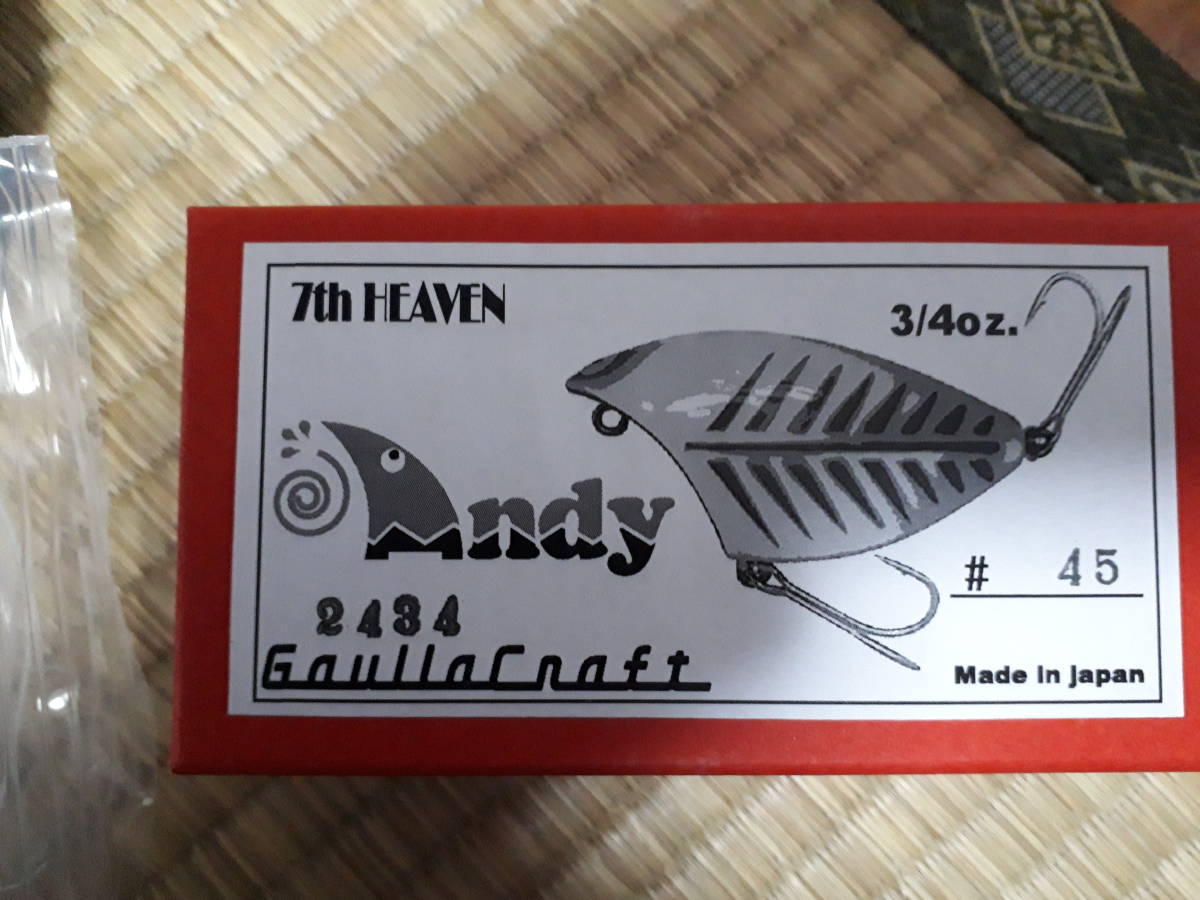 7th HEAVEN
3/4oz.
Andy
# 45
2434
GaullaCraft
Made in Japan